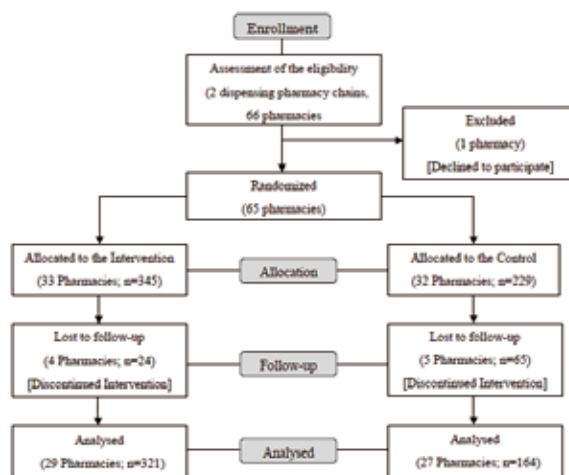 Enrollment
Assessment of the eligibility
(2 dispensing pharmacy chains,
66 pharmacies
Excluded
(1 pharmacy)
[Declined to participate]
Randomized
(65 pharmacies)
Allocated to the Intervention
(33 Pharmacies; n=345)
Allocation
Allocated to the Control
(32 Pharmacies; n=229)
Lost to follow-up
(4 Pharmacies; n=24)
[Discontinued Intervention]
Follow-up
Lost to follow-up
(5 Pharmacies; n=65)
[Discontinued Intervention]
Analysed
(29 Pharmacies; n=321)
Analysed
Analysed
(27 Pharmacies; n=164)